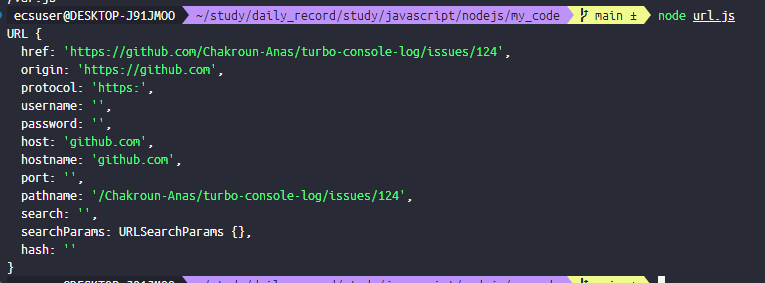 /var.js
ecsuser@DESKTOP-J91JMOO ~/study/daily_record/study/javascript/nodejs/my_code main ± node url.js
URL {
  href: 'https://github.com/Chakroun-Anas/turbo-console-log/issues/124',
  origin: 'https://github.com',
  protocol: 'https:',
  username: '',
  password: '',
  host: 'github.com',
  hostname: 'github.com',
  port: '',
  pathname: '/Chakroun-Anas/turbo-console-log/issues/124',
  search: '',
  searchParams: URLSearchParams {},
  hash: ''
}